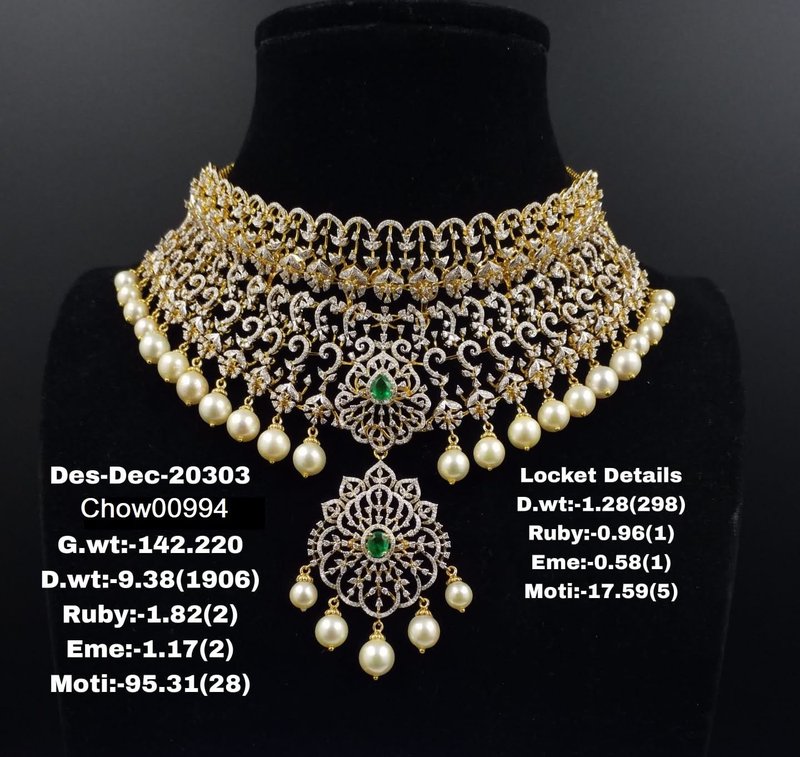 Des-Dec-20303
Chow00994
G.wt:-142.220
D.wt:-9.38(1906)
Ruby:-1.82(2)
Eme:-1.17(2)
Moti:-95.31(28)
Locket Details
D.wt:-1.28(298)
Ruby:-0.96(1)
Eme:-0.58(1)
Moti:-17.59(5)